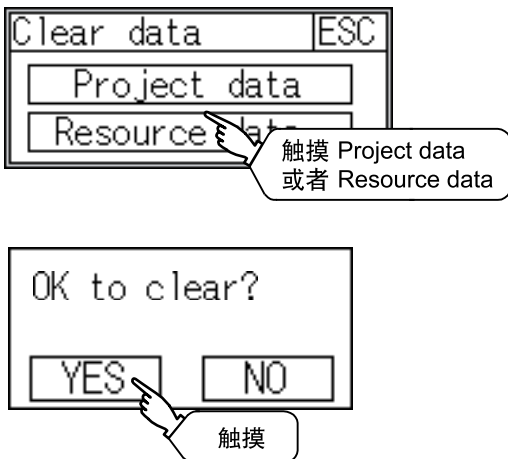 Clear data ESC
Project data
Resource data
触摸 Project data
或者 Resource data
OK to clear?
YES NO
触摸